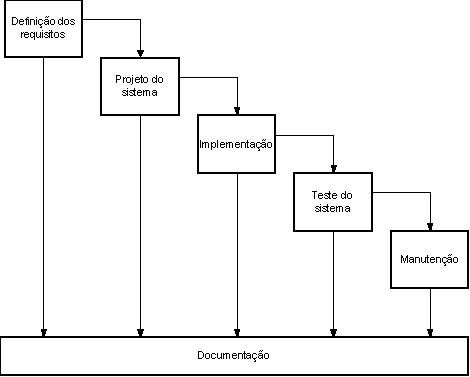 Definição dos
requisitos
Projeto do
sistema
Implementação
Teste do
sistema
Manutenção
Documentação